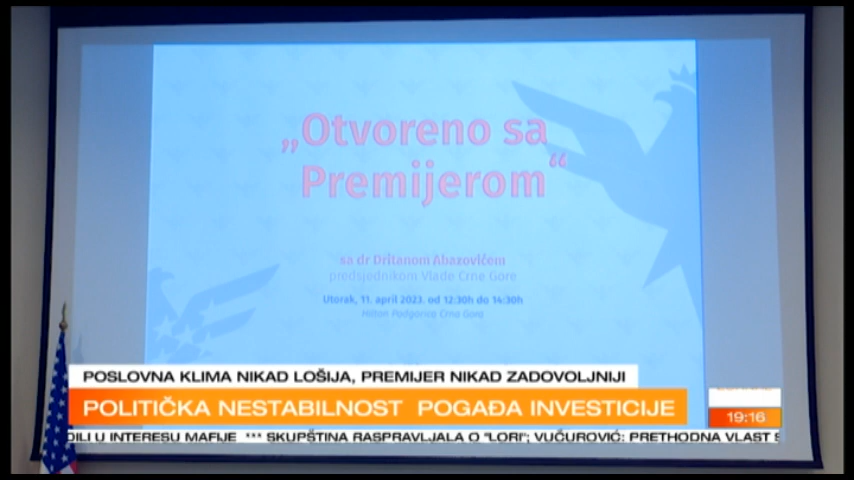 „Otvoreno sa
Premijerom“
sa dr Dritanom Abazovićem
predsjednikom Vlade Crne Gore
Utorak, 11. april 2023. od 12:30h do 14:30h
Hilton Podgorica Crna Gora
POSLOVNA KLIMA NIKAD LOŠIJA, PREMIJER NIKAD ZADOVOLJNIJI
POLITIČKA NESTABILNOST POGAĐA INVESTICIJE
19:16
DILI U INTERESU MAFIJE *** SKUPŠTINA RASPRAVLJALA O "LORI"; VUČUROVIĆ: PRETHODNA VLAST S